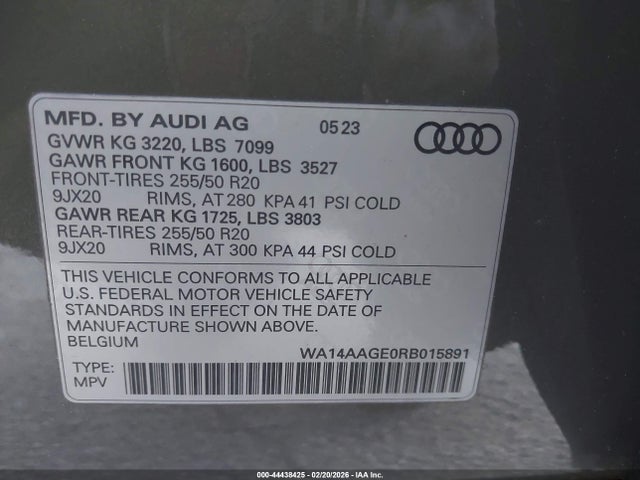 MFD. BY AUDI AG 05 23
GVWR KG 3220, LBS 7099
GAWR FRONT KG 1600, LBS 3527
FRONT-TIRES 255/50 R20
9JX20 RIMS, AT 280 KPA 41 PSI COLD
GAWR REAR KG 1725, LBS 3803
REAR-TIRES 255/50 R20
9JX20 RIMS, AT 300 KPA 44 PSI COLD
THIS VEHICLE CONFORMS TO ALL APPLICABLE
U.S. FEDERAL MOTOR VEHICLE SAFETY
STANDARDS IN EFFECT ON THE DATE OF
MANUFACTURE SHOWN ABOVE.
BELGIUM
WA14AAGE0RB015891
TYPE:
MPV
000-44438425 - 02/20/2026 - IAA Inc.